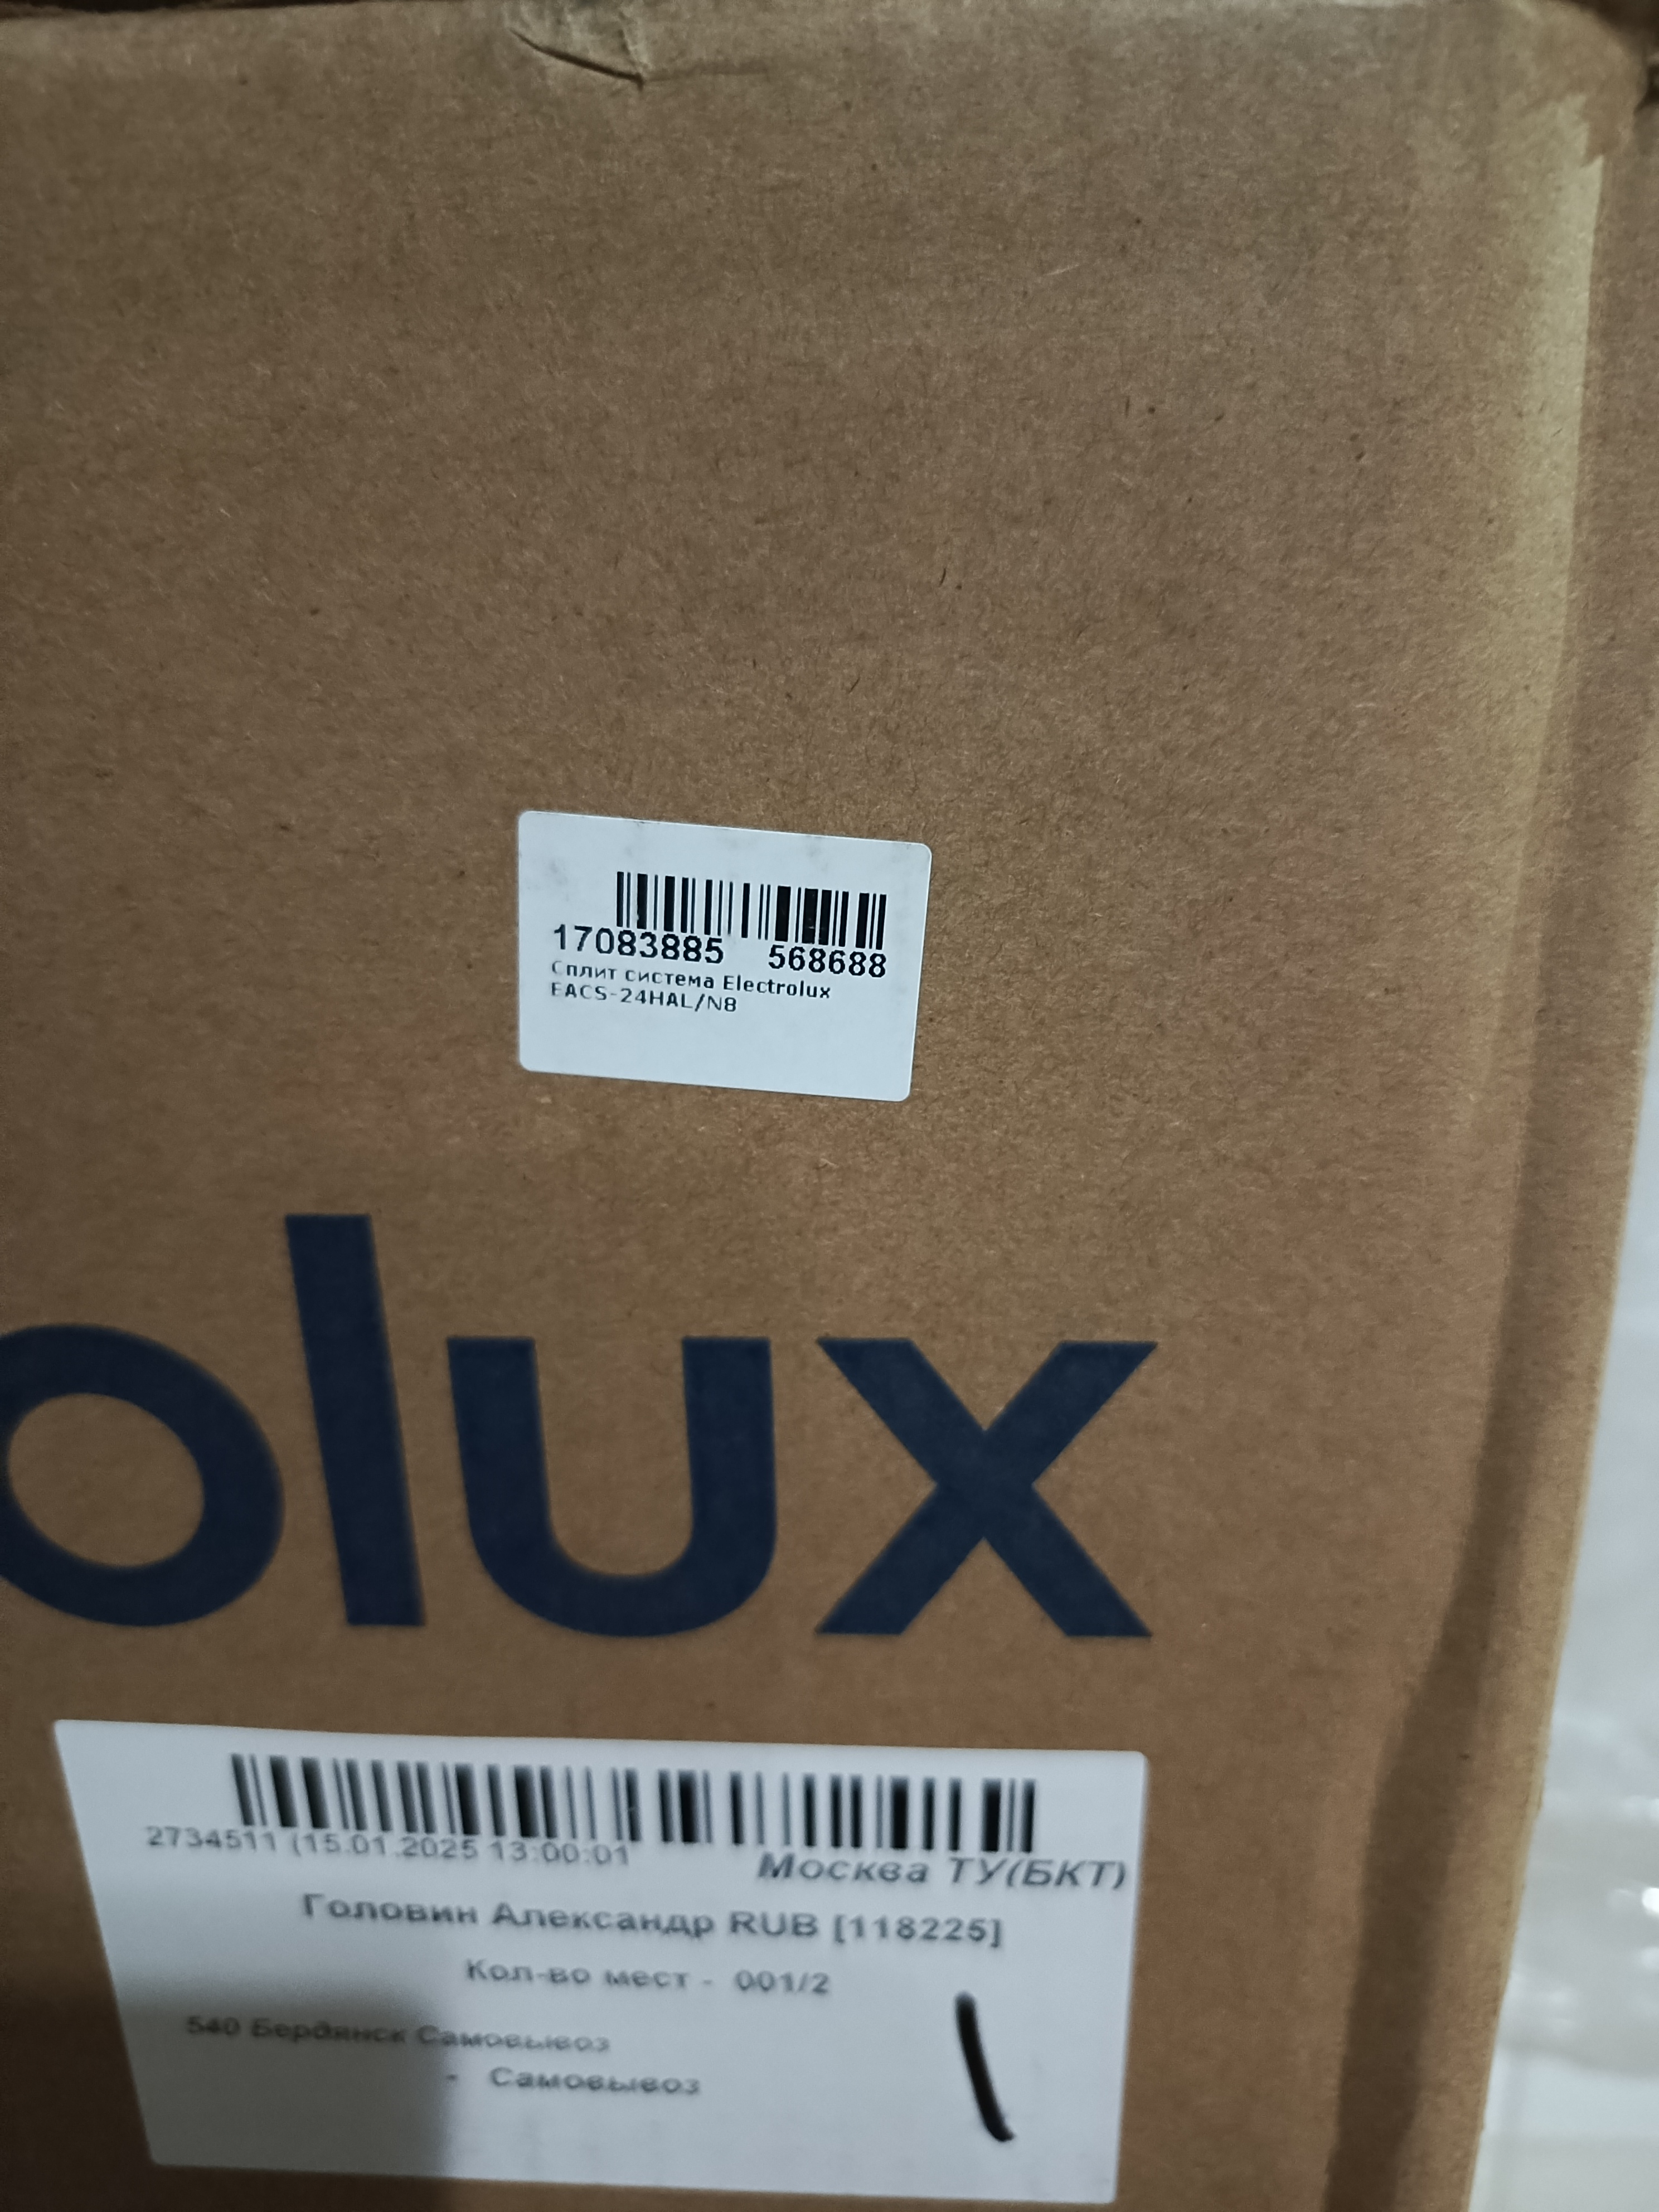 17083885 568688
Сплит система Electrolux
EACS-24HAL/N8
olux
2734511 (15.01.2025 13:00:01
Москва ТУ(БКТ)
Головин Александр RUB [118225]
Кол-во мест - 001/2
540 Бердянск Самовывоз
- Самовывоз